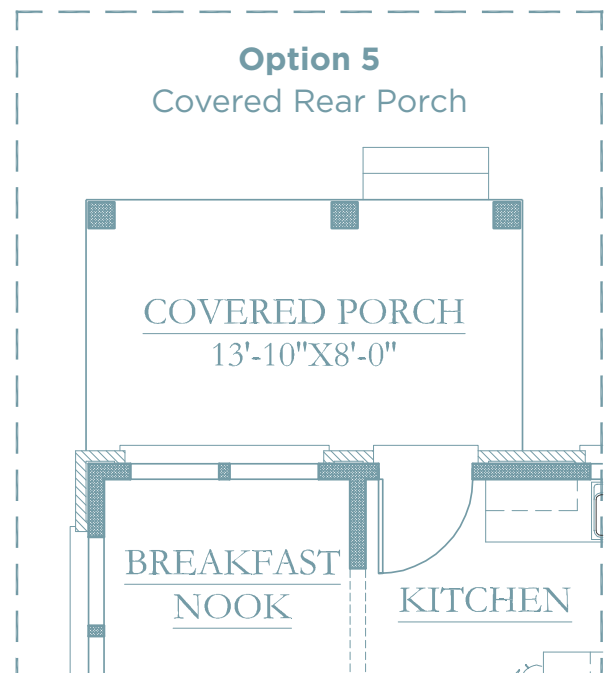 Option 5
Covered Rear Porch
COVERED PORCH
13'-10"X8'-0"
BREAKFAST
NOOK
KITCHEN